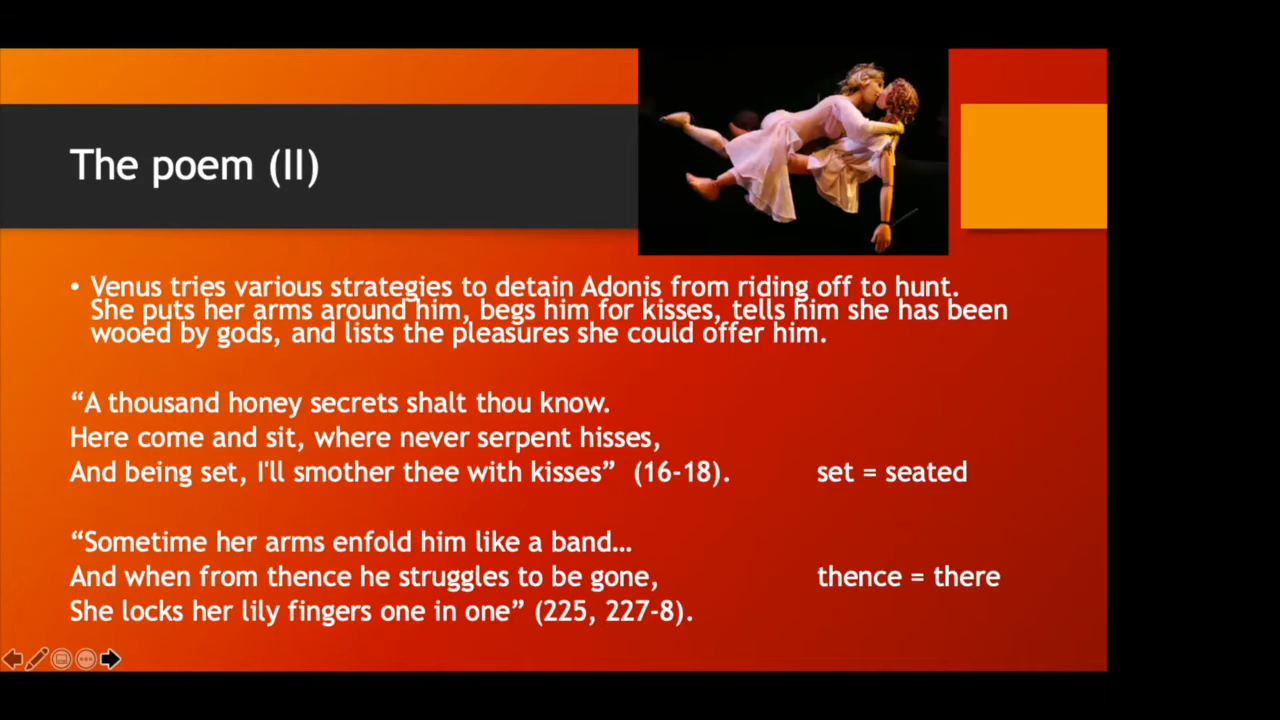 The poem (II)
• Venus tries various strategies to detain Adonis from riding off to hunt.
She puts her arms around him, begs him for kisses, tells him she has been
wooed by gods, and lists the pleasures she could offer him.
“A thousand honey secrets shalt thou know.
Here come and sit, where never serpent hisses,
And being set, I'll smother thee with kisses” (16-18). set = seated
“Sometime her arms enfold him like a band…
And when from thence he struggles to be gone, thence = there
She locks her lily fingers one in one” (225, 227-8).